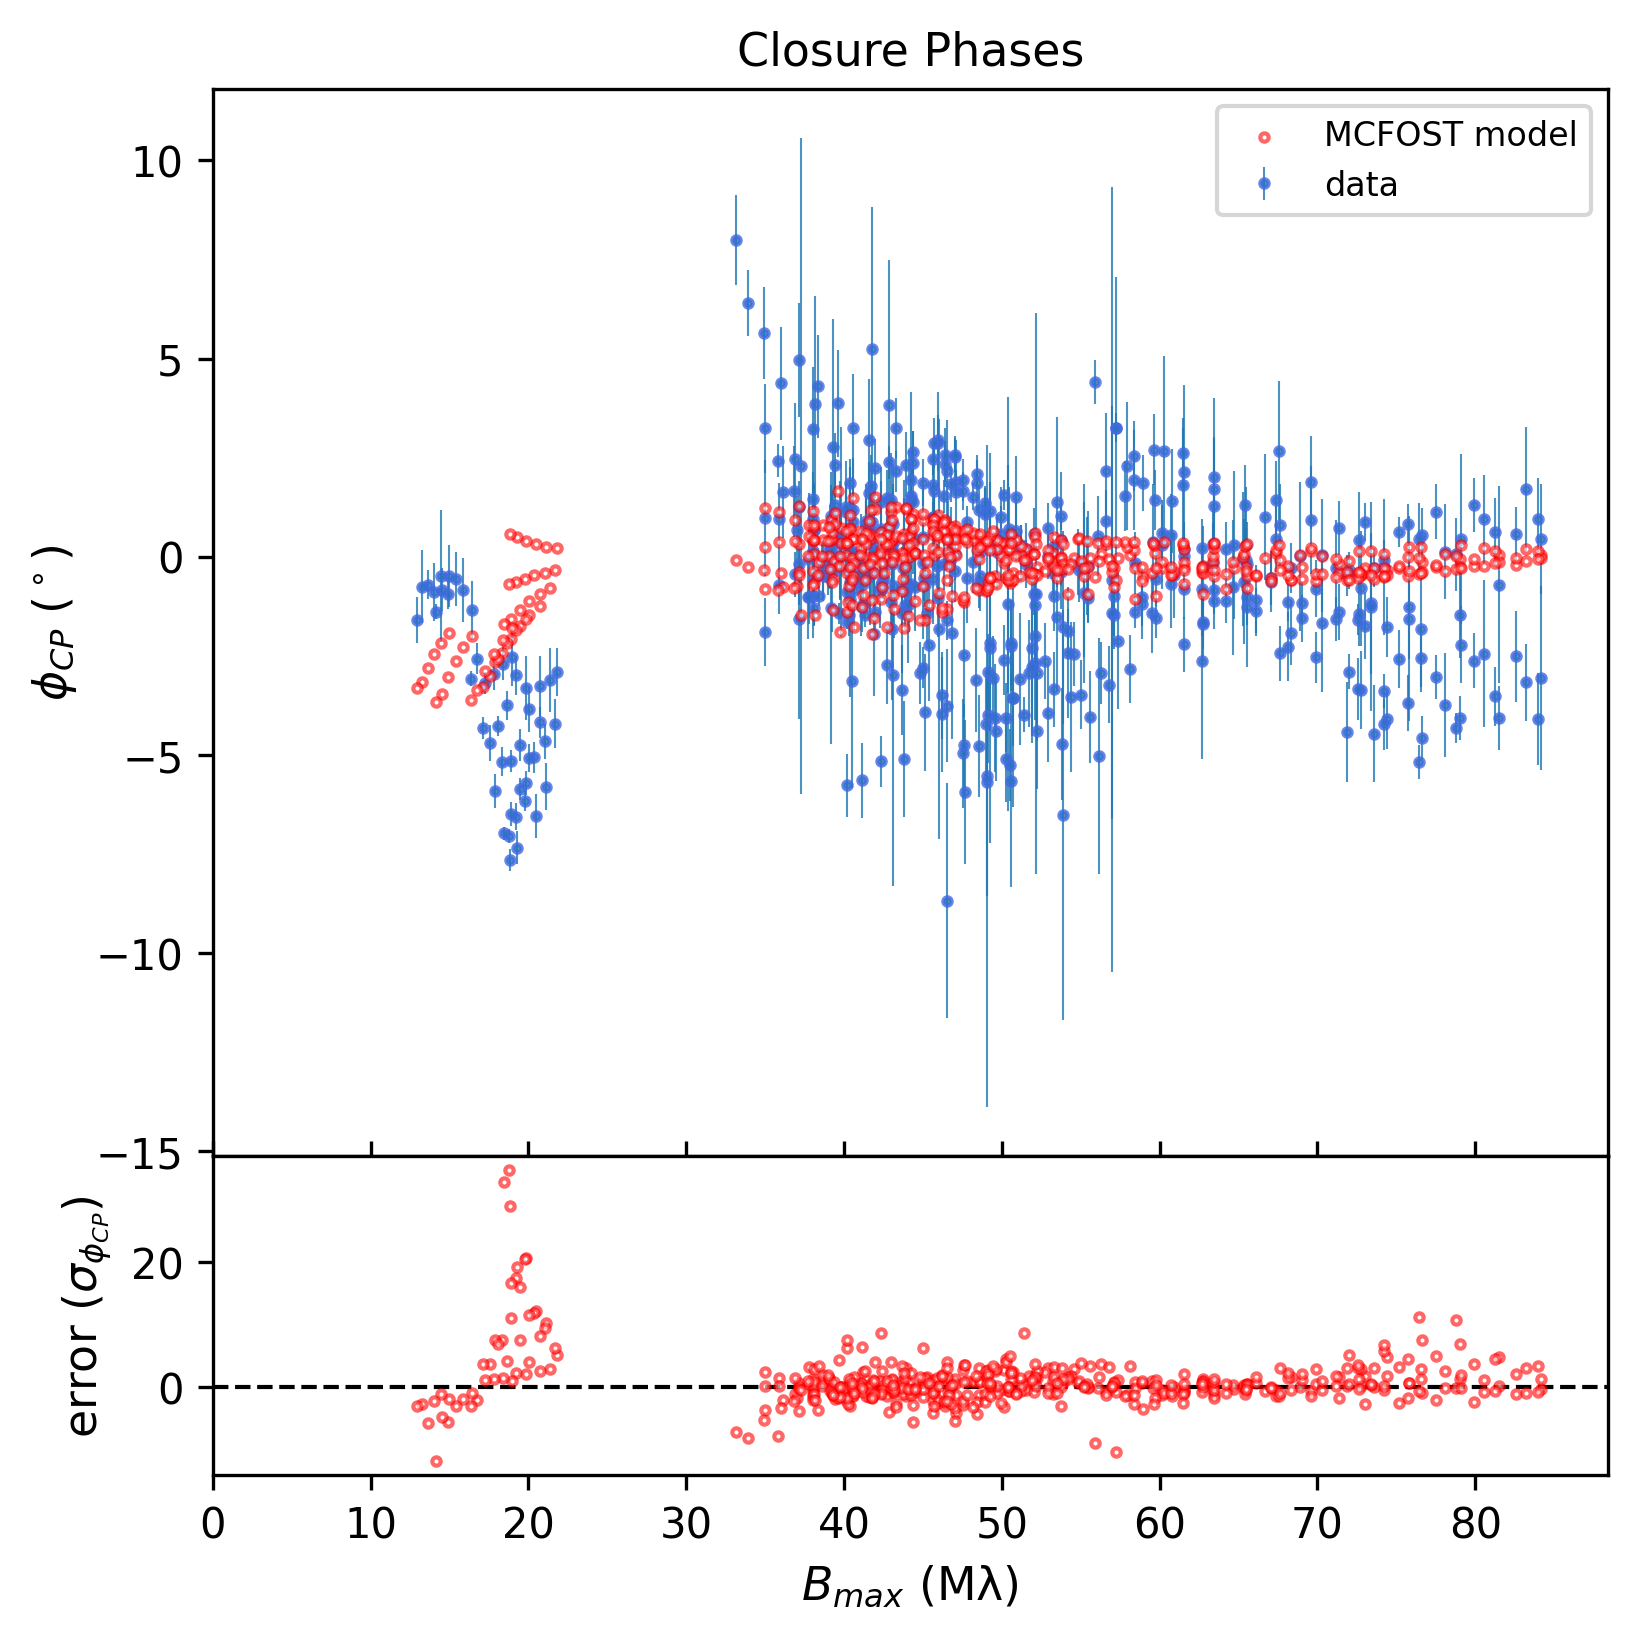 Closure Phases
MCFOST model
data
10
5
0
−5
−10
−15
ϕCP (°)
20
0
error (σϕCP)
0 10 20 30 40 50 60 70 80
Bmax (Mλ)